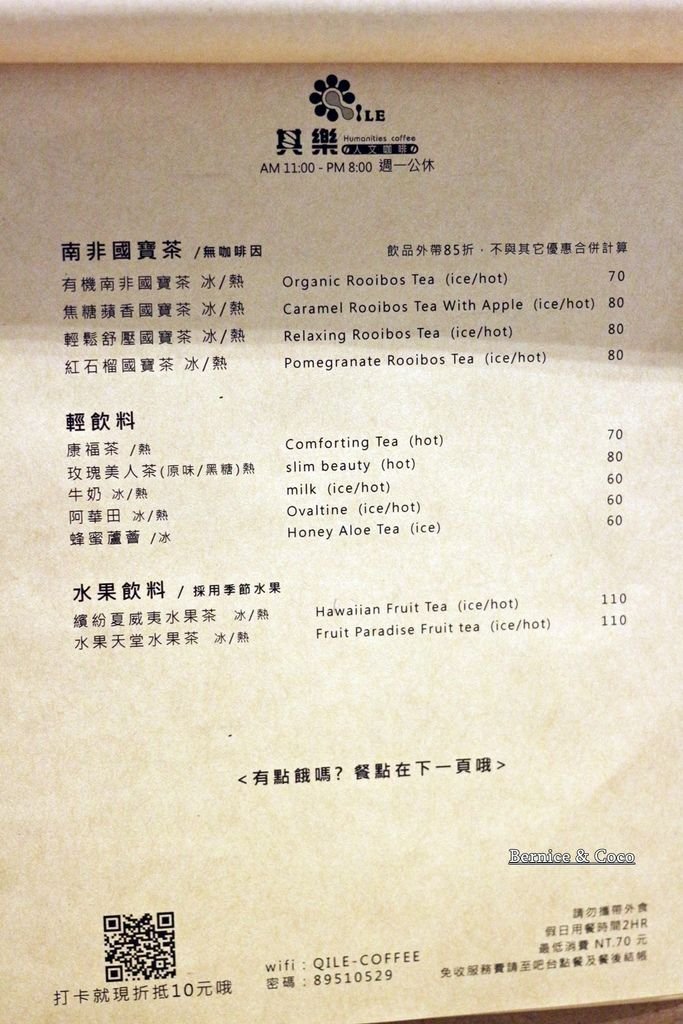 QILE
其樂 Humanities coffee
人文咖啡
AM 11:00 - PM 8:00 週一公休
南非國寶茶 /無咖啡因 飲品外帶85折，不與其它優惠合併計算
有機南非國寶茶 冰/熱 Organic Rooibos Tea (ice/hot) 70
焦糖蘋香國寶茶 冰/熱 Caramel Rooibos Tea With Apple (ice/hot) 80
輕鬆舒壓國寶茶 冰/熱 Relaxing Rooibos Tea (ice/hot) 80
紅石榴國寶茶 冰/熱 Pomegranate Rooibos Tea (ice/hot) 80
輕飲料
康福茶 /熱 Comforting Tea (hot) 70
玫瑰美人茶(原味/黑糖)熱 slim beauty (hot) 80
牛奶 冰/熱 milk (ice/hot) 60
阿華田 冰/熱 Ovaltine (ice/hot) 60
蜂蜜蘆薈 /冰 Honey Aloe Tea (ice) 60
水果飲料 / 採用季節水果
繽紛夏威夷水果茶 冰/熱 Hawaiian Fruit Tea (ice/hot) 110
水果天堂水果茶 冰/熱 Fruit Paradise Fruit tea (ice/hot) 110
<有點餓嗎? 餐點在下一頁哦>
Bernice & Coco
打卡就現折抵10元哦
wifi : QILE-COFFEE
密碼 : 89510529
請勿攜帶外食
假日用餐時間2HR
最低消費 NT.70 元
免收服務費請至吧台點餐及餐後結帳